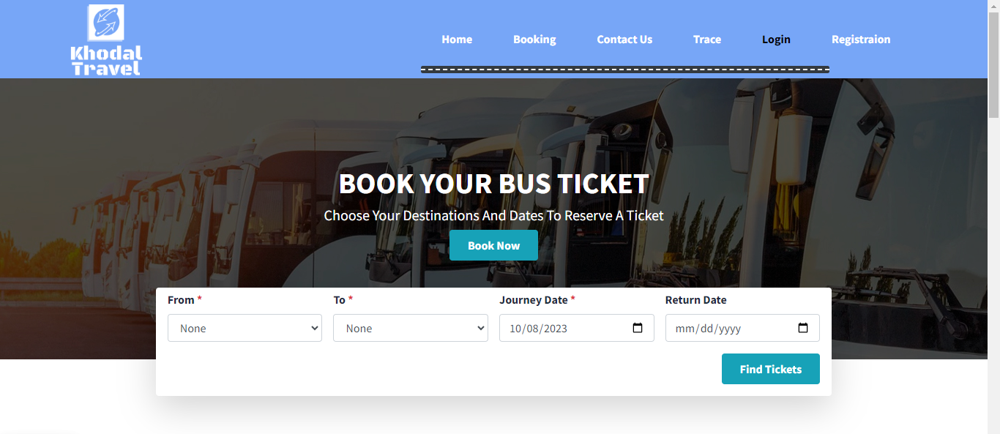 Khodal
Travel
Home Booking Contact Us Trace Login Registraion
BOOK YOUR BUS TICKET
Choose Your Destinations And Dates To Reserve A Ticket
Book Now
From * To * Journey Date * Return Date
None None 10/08/2023 mm/dd/yyyy
Find Tickets